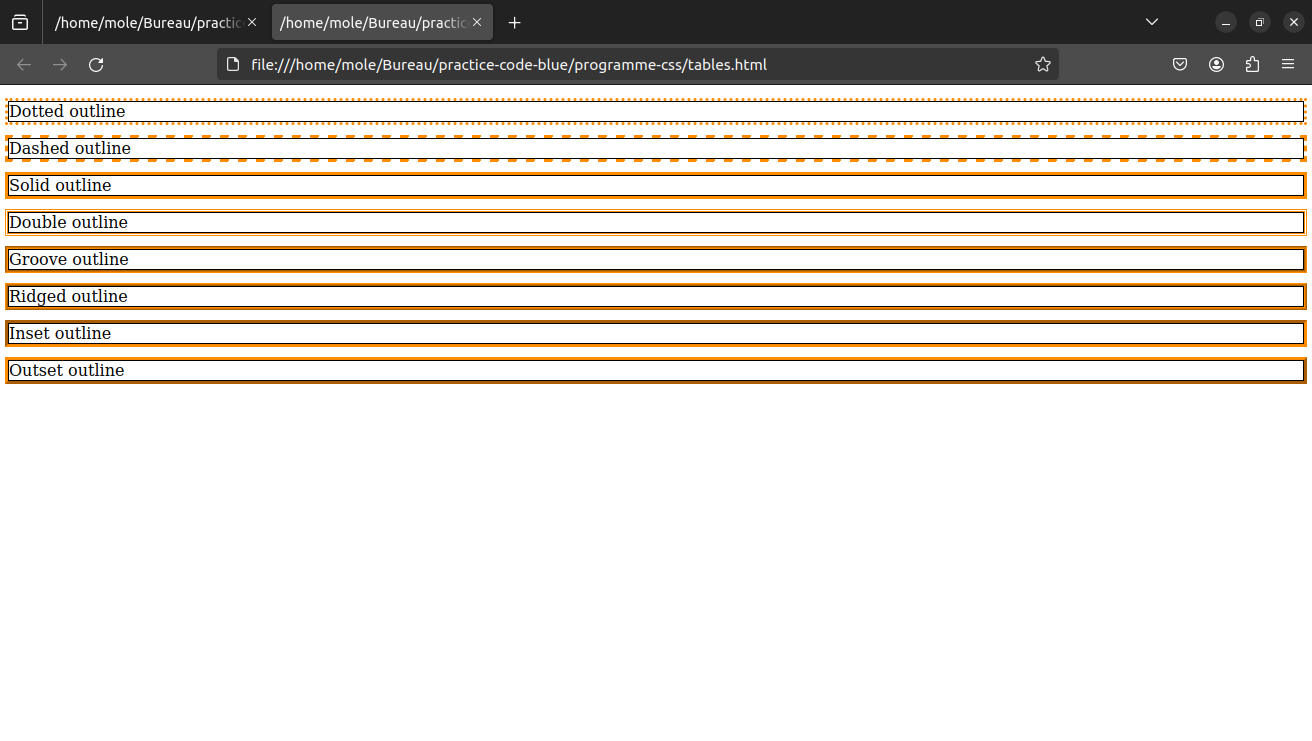 /home/mole/Bureau/practic
/home/mole/Bureau/practic
file:///home/mole/Bureau/practice-code-blue/programme-css/tables.html
Dotted outline
Dashed outline
Solid outline
Double outline
Groove outline
Ridged outline
Inset outline
Outset outline